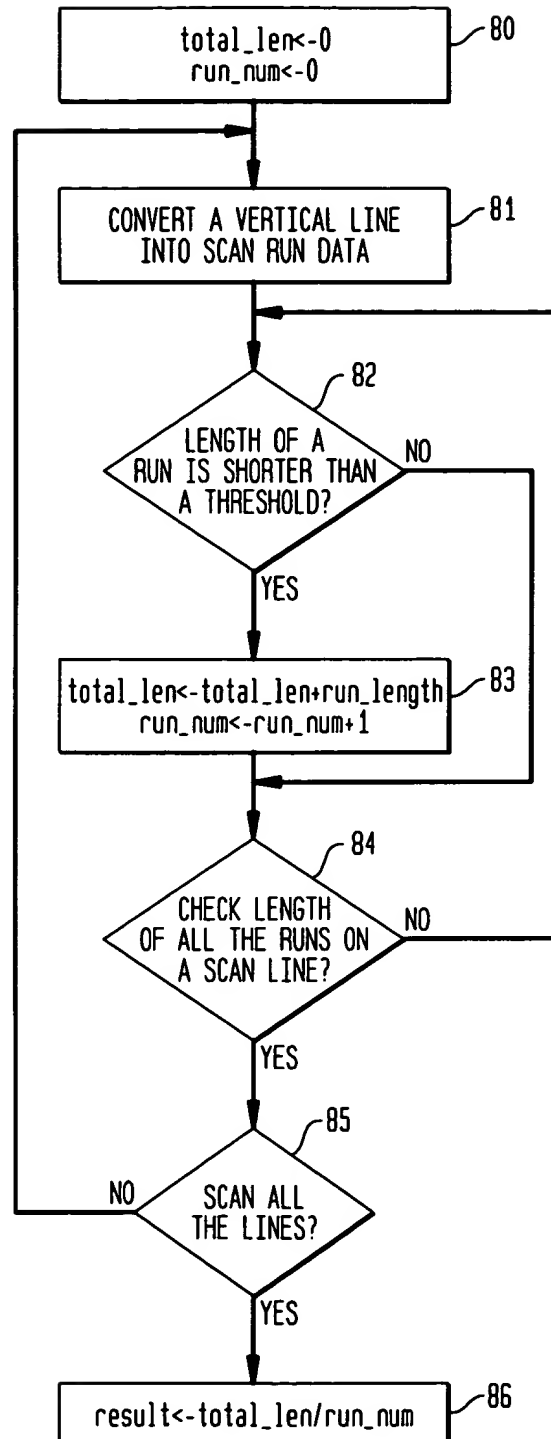 total_len<-0
run_num<-0
80
CONVERT A VERTICAL LINE
INTO SCAN RUN DATA
81
82
LENGTH OF A
RUN IS SHORTER THAN
A THRESHOLD?
NO
YES
total_len<-total_len+run_length
run_num<-run_num+1
83
84
CHECK LENGTH
OF ALL THE RUNS ON
A SCAN LINE?
NO
YES
85
NO
SCAN ALL
THE LINES?
YES
result<-total_len/run_num
86